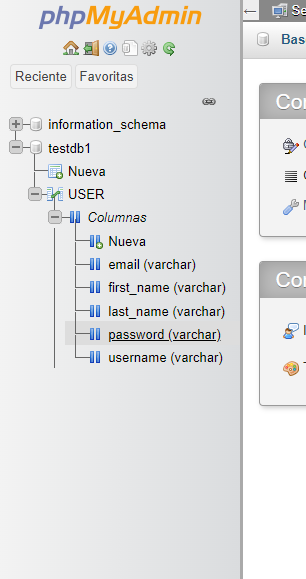 phpMyAdmin
Se
Bas
Reciente
Favoritas
information_schema
testdb1
Nueva
USER
Columnas
Nueva
email (varchar)
first_name (varchar)
last_name (varchar)
password (varchar)
username (varchar)
Co
Co